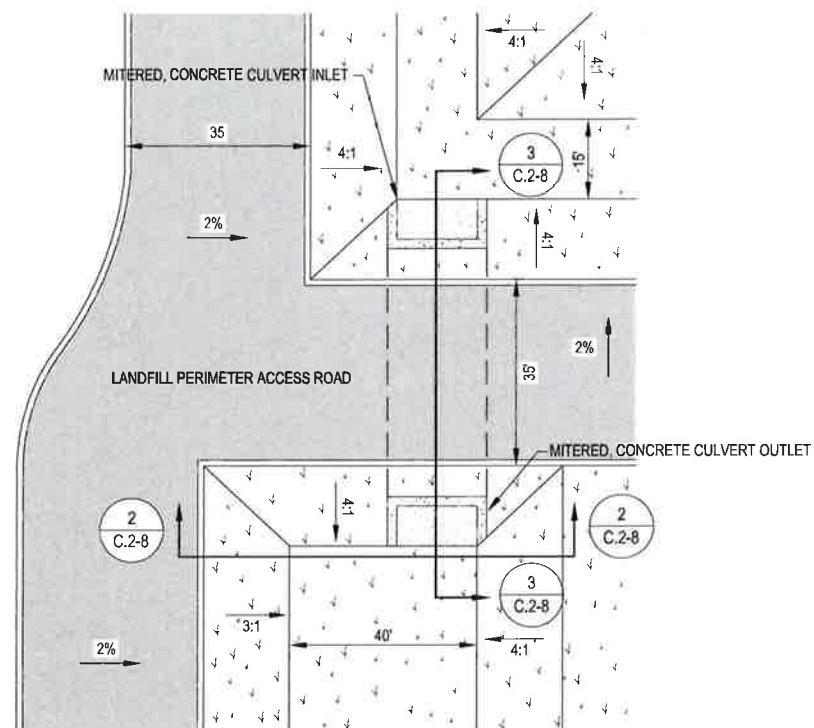 4:1
4:1
MITERED, CONCRETE CULVERT INLET
35
4:1
3
C.2-8
15'
2%
4:1
2%
35'
LANDFILL PERIMETER ACCESS ROAD
MITERED, CONCRETE CULVERT OUTLET
4:1
2
C.2-8
2
C.2-8
3
C.2-8
3:1
40'
4:1
2%